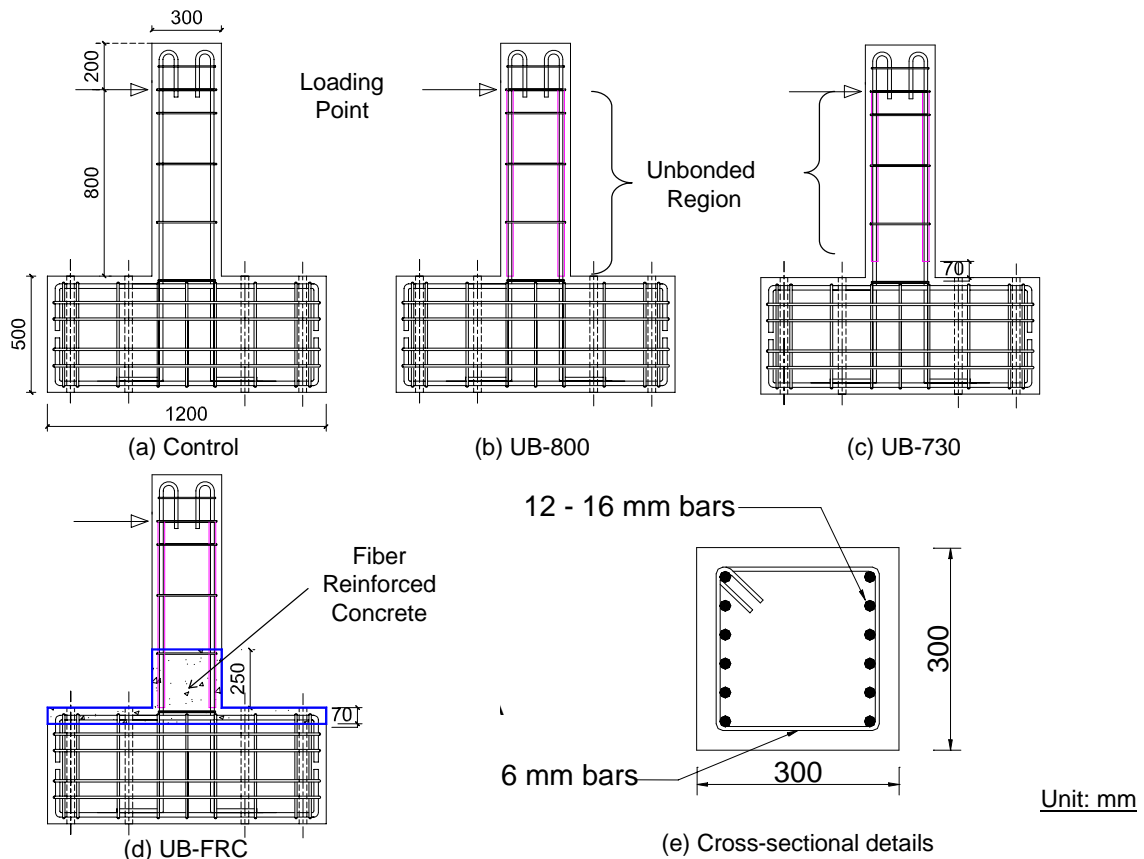 300
200
800
500
1200
Loading
Point
Unbonded
Region
70
(a) Control
(b) UB-800
(c) UB-730
Fiber
Reinforced
Concrete
250
70
(d) UB-FRC
12 - 16 mm bars
300
6 mm bars
300
(e) Cross-sectional details
Unit: mm